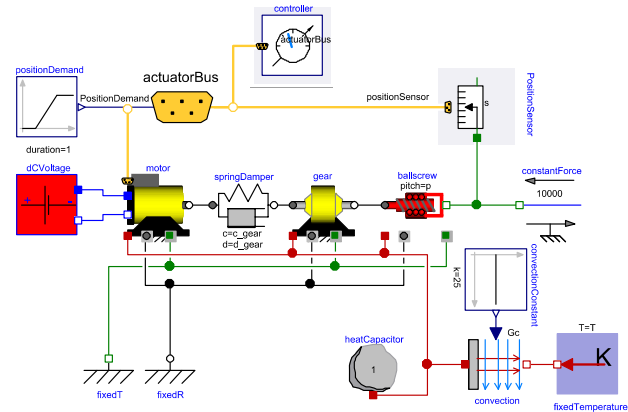 controller
actuatorBus
positionDemand
actuatorBus
PositionDemand
positionSensor
s
PositionSensor
duration=1
dCVoltage
+
-
motor
springDamper
gear
ballscrew
pitch=p
constantForce
10000
c=c_gear
d=d_gear
k=25
convectionConstant
heatCapacitor
1
Gc
T=T
K
fixedT
fixedR
convection
fixedTemperature